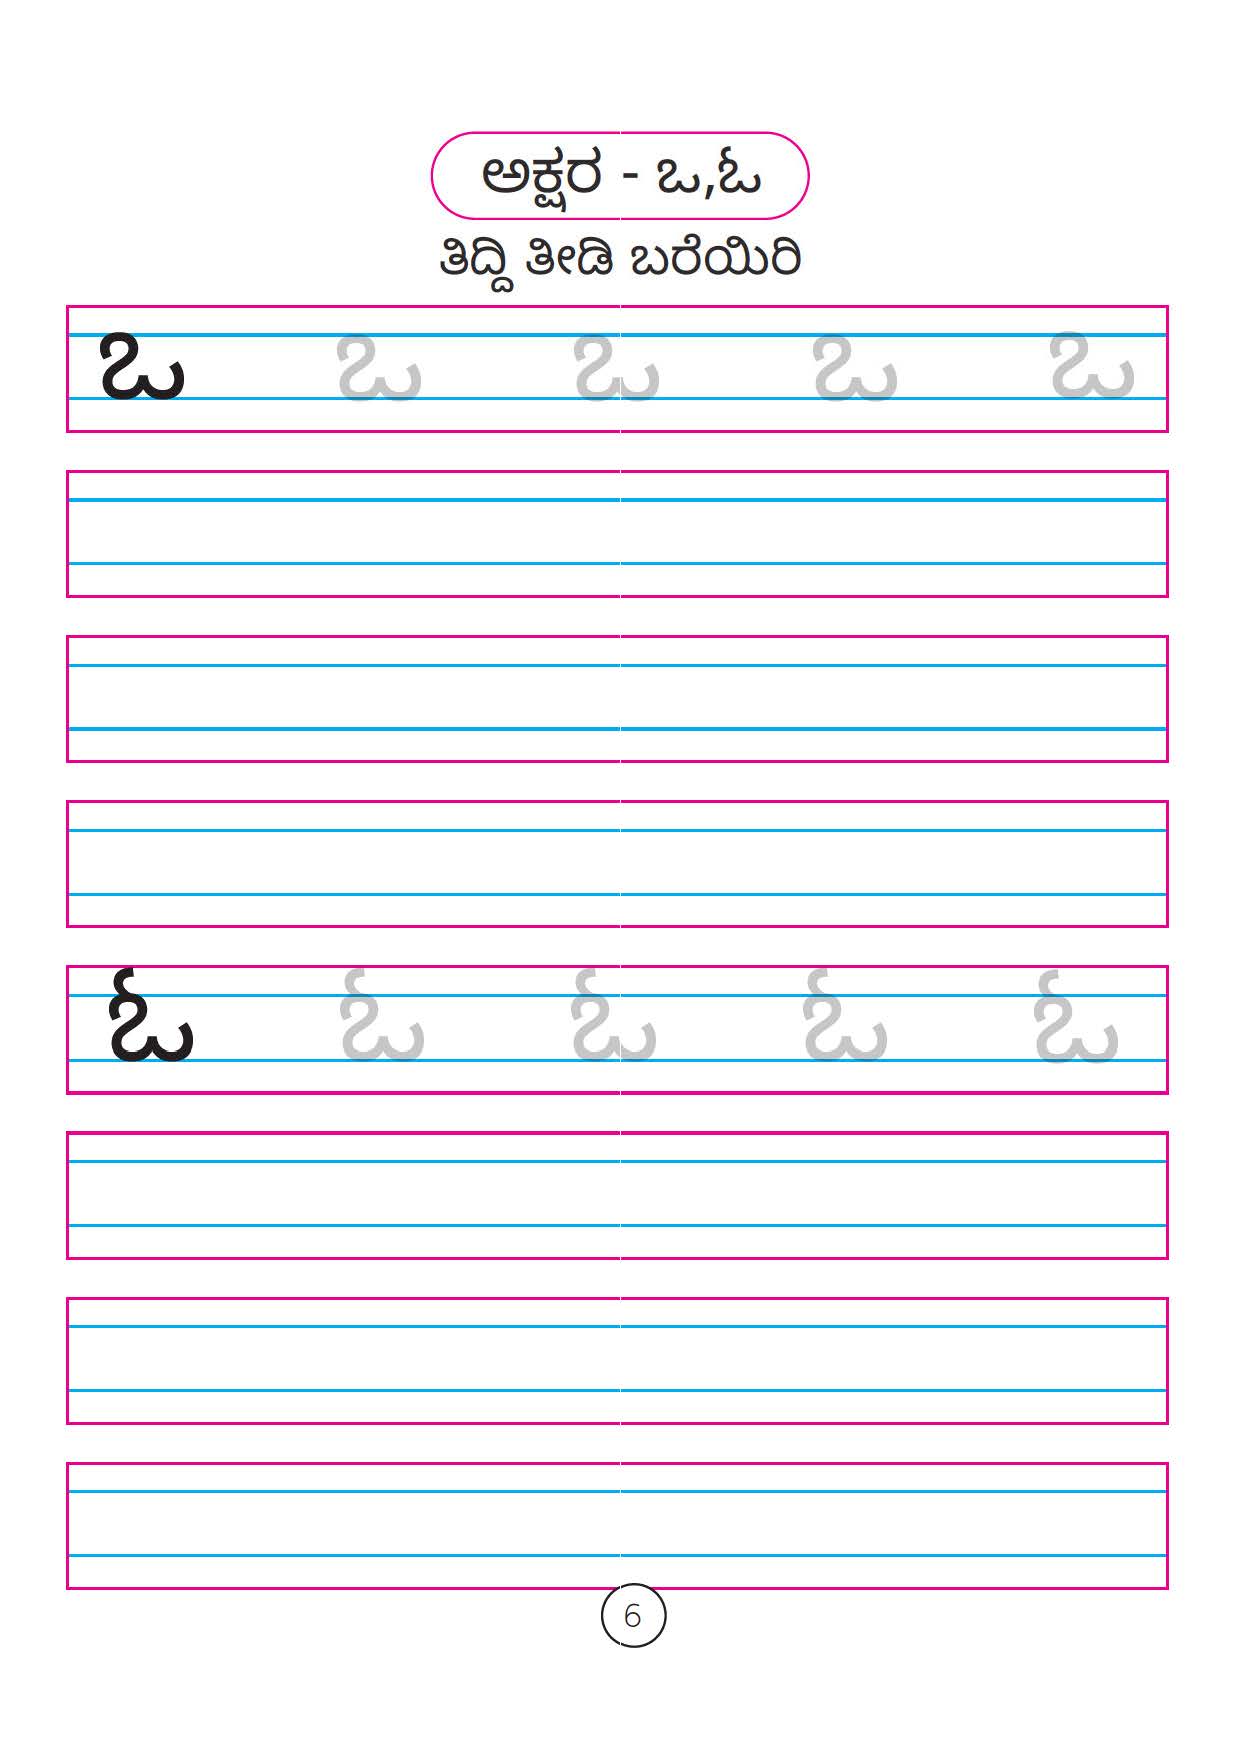 ಅಕ್ಷರ - ಒ,ಓ
ತಿದ್ದಿ ತೀಡಿ ಬರೆಯಿರಿ
ಒ ಒ ಒ ಒ ಒ
ಓ ಓ ಓ ಓ ಓ
6